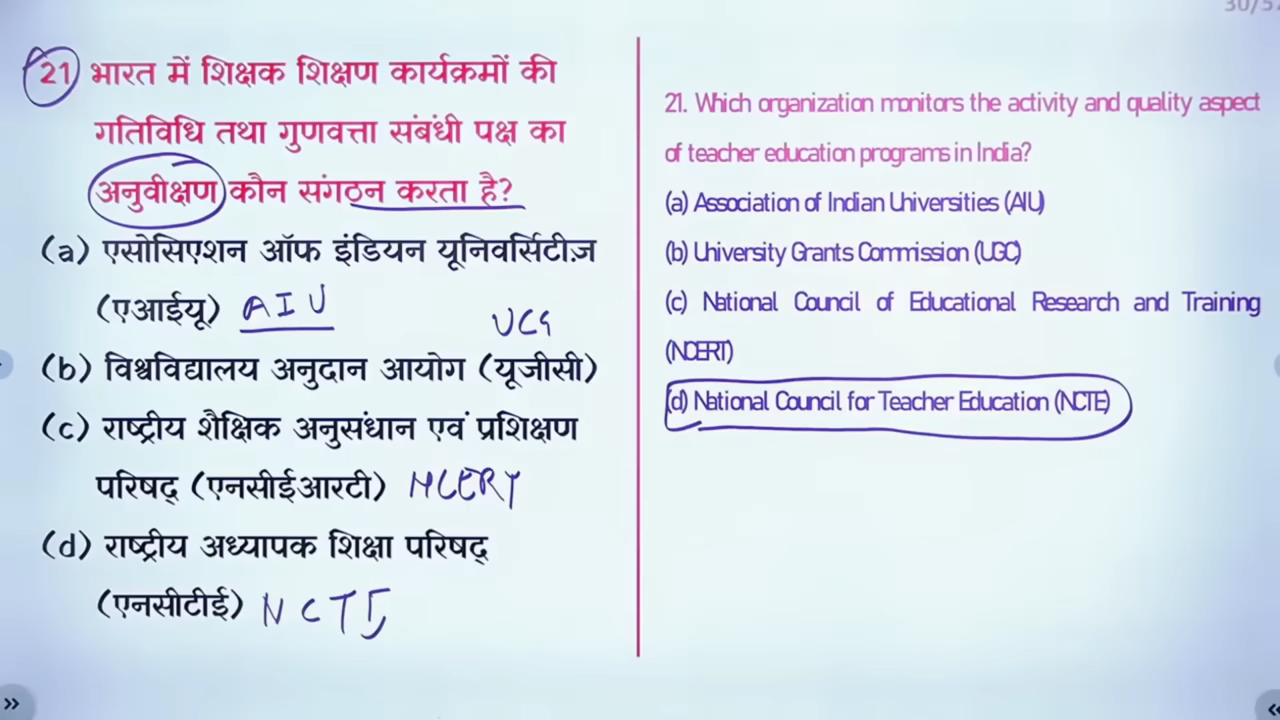 21 भारत में शिक्षक शिक्षण कार्यक्रमों की
गतिविधि तथा गुणवत्ता संबंधी पक्ष का
अनुवीक्षण कौन संगठन करता है?
(a) एसोसिएशन ऑफ इंडियन यूनिवर्सिटीज़
(एआईयू) AIU
UCG
(b) विश्वविद्यालय अनुदान आयोग (यूजीसी)
(c) राष्ट्रीय शैक्षिक अनुसंधान एवं प्रशिक्षण
परिषद् (एनसीईआरटी) NCERT
(d) राष्ट्रीय अध्यापक शिक्षा परिषद्
(एनसीटीई) NCTE
21. Which organization monitors the activity and quality aspect
of teacher education programs in India?
(a) Association of Indian Universities (AIU)
(b) University Grants Commission (UGC)
(c) National Council of Educational Research and Training
(NCERT)
(d) National Council for Teacher Education (NCTE)